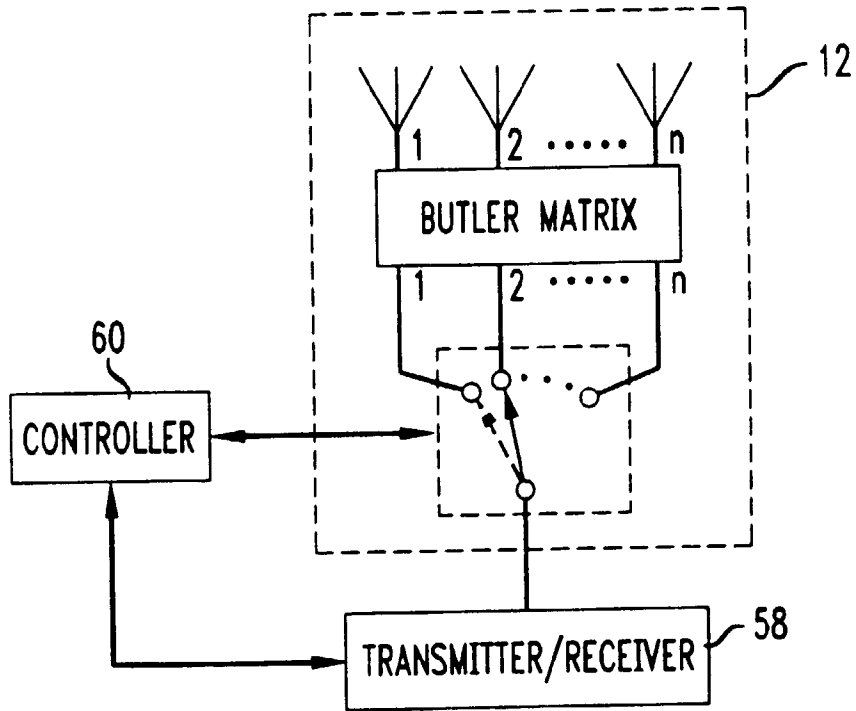 12
1 2 ..... n
BUTLER MATRIX
1 2 ..... n
60
CONTROLLER
58
TRANSMITTER/RECEIVER